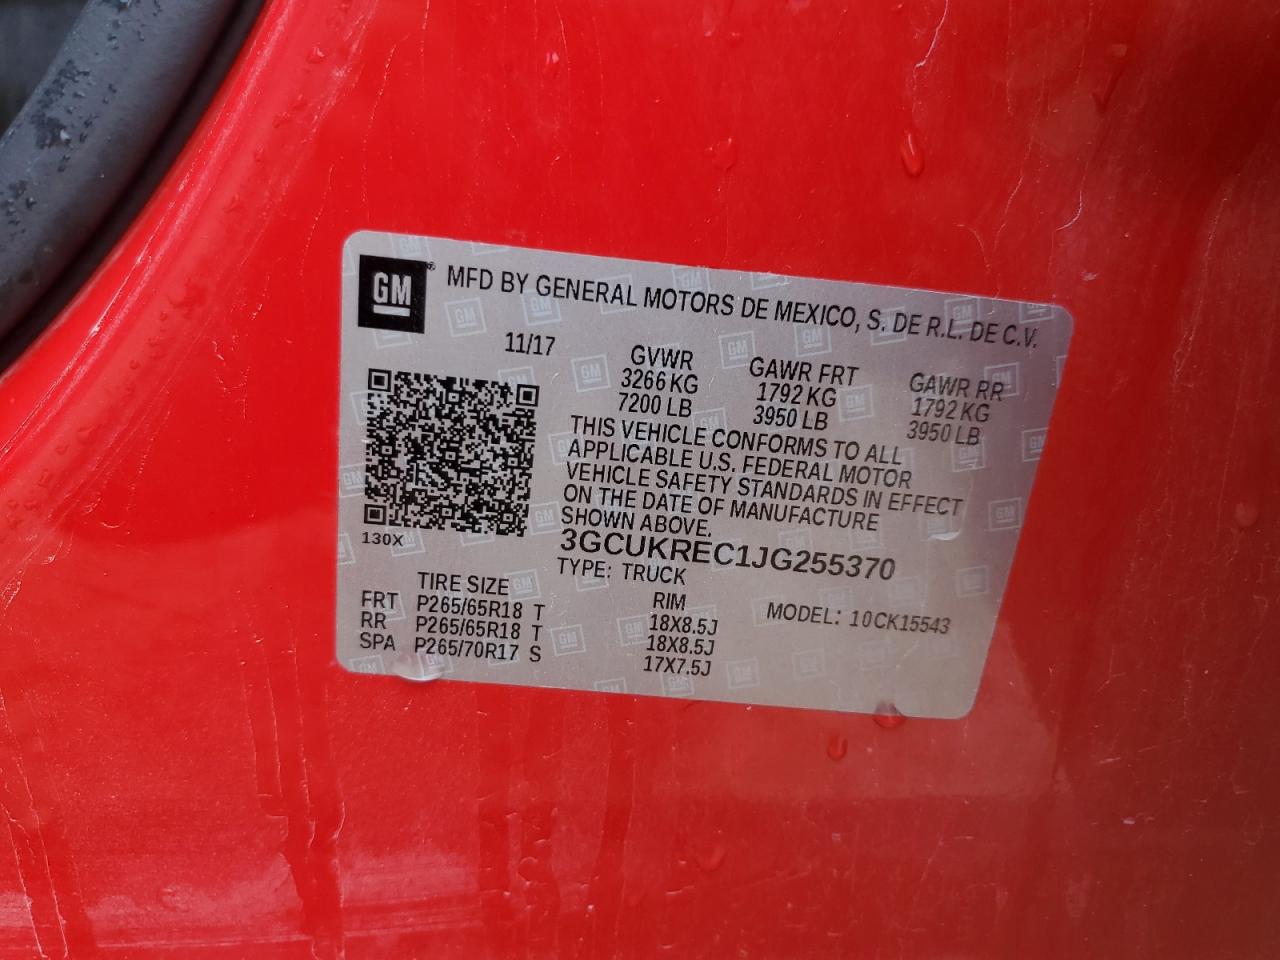 GM® MFD BY GENERAL MOTORS DE MEXICO, S. DE R.L. DE C.V.
11/17
GVWR GAWR FRT GAWR RR
3266 KG 1792 KG 1792 KG
7200 LB 3950 LB 3950 LB
THIS VEHICLE CONFORMS TO ALL
APPLICABLE U.S. FEDERAL MOTOR
VEHICLE SAFETY STANDARDS IN EFFECT
ON THE DATE OF MANUFACTURE
SHOWN ABOVE.
130X
3GCUKREC1JG255370
TYPE: TRUCK
MODEL: 10CK15543
TIRE SIZE RIM
FRT P265/65R18 T 18X8.5J
RR P265/65R18 T 18X8.5J
SPA P265/70R17 S 17X7.5J